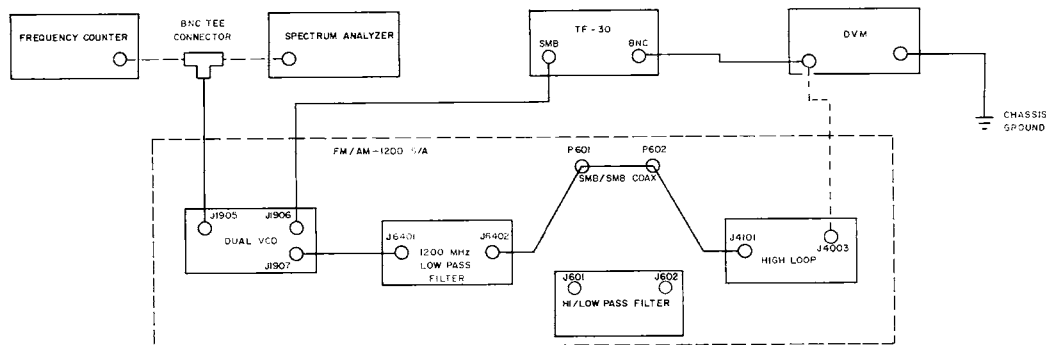 FREQUENCY COUNTER
BNC TEE
CONNECTOR
SPECTRUM ANALYZER
TF-30
SMB
BNC
DVM
CHASSIS
GROUND
FM/AM-1200 S/A
P601
P602
SMB/SMB COAX
J1905
J1906
DUAL VCO
J1907
J6401
J6402
1200 MHz
LOW PASS
FILTER
J4101
J4003
HIGH LOOP
J601
J602
HI/LOW PASS FILTER